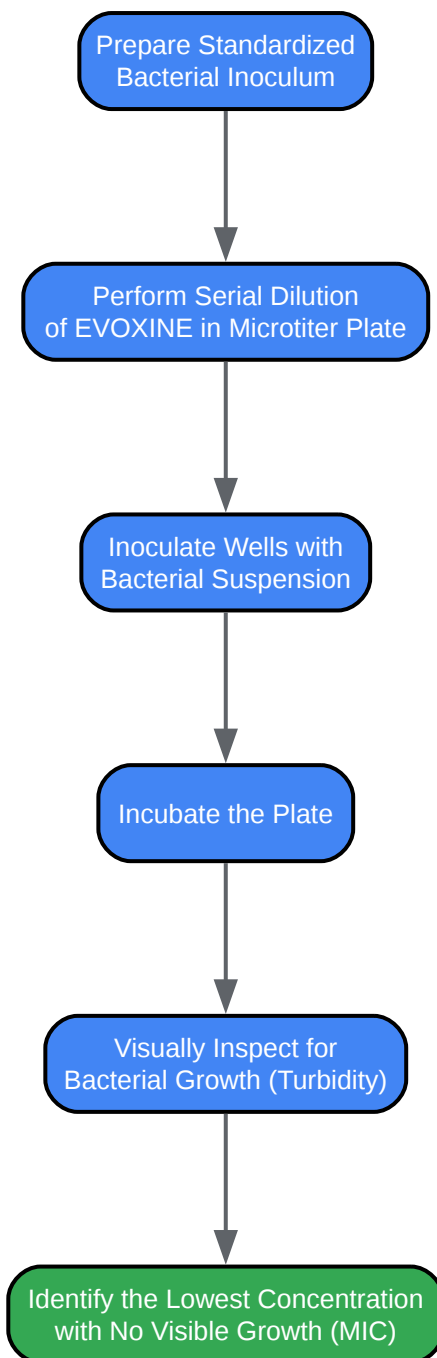 Prepare Standardized
Bacterial Inoculum
Perform Serial Dilution
of EVOXINE in Microtiter Plate
Inoculate Wells with
Bacterial Suspension
Incubate the Plate
Visually Inspect for
Bacterial Growth (Turbidity)
Identify the Lowest Concentration
with No Visible Growth (MIC)